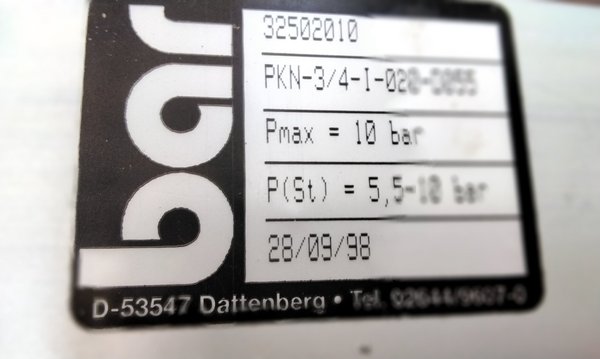 bar
32502010
PKN-3/4-I-020-0855
Pmax = 10 bar
P(St) = 5,5-10 bar
28/09/98
D-53547 Dattenberg • Tel. 02644/9607-0